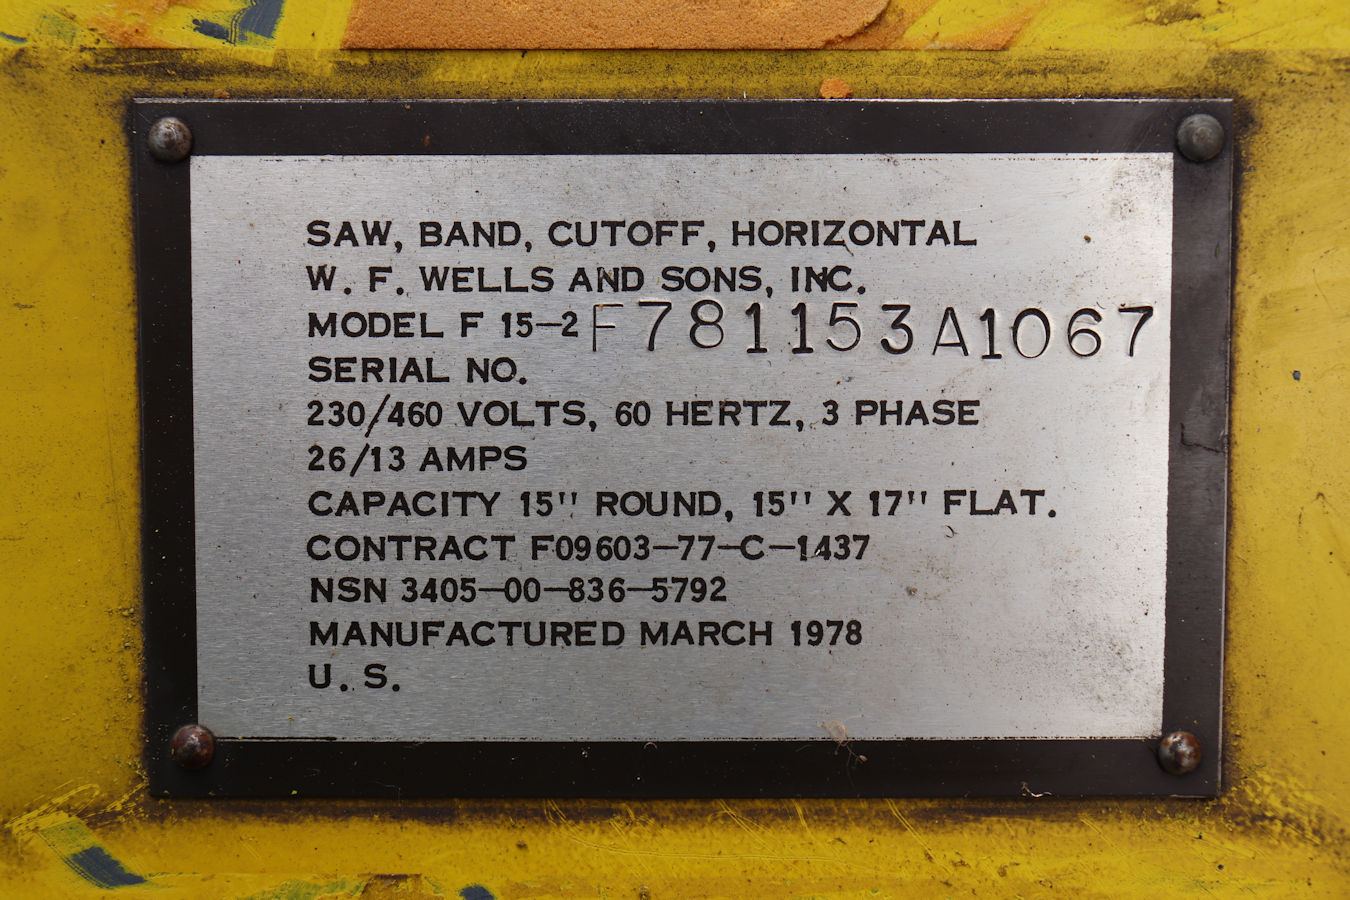 SAW, BAND, CUTOFF, HORIZONTAL
W. F. WELLS AND SONS, INC.
MODEL F 15-2 F781153A1067
SERIAL NO.
230/460 VOLTS, 60 HERTZ, 3 PHASE
26/13 AMPS
CAPACITY 15" ROUND, 15" X 17" FLAT.
CONTRACT F09603-77-C-1437
NSN 3405-00-836-5792
MANUFACTURED MARCH 1978
U. S.